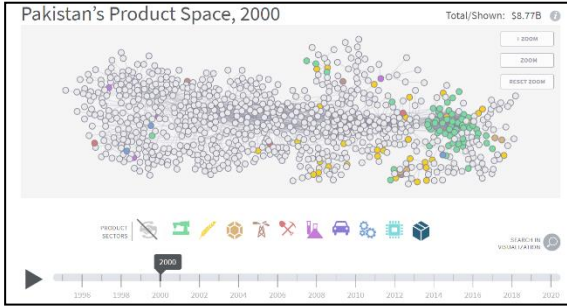 Pakistan's Product Space, 2000
Total/Shown: $8.77B
ZOOM
ZOOM
RESET ZOOM
PRODUCT
SECTORS
SEARCH IN
VISUALIZATION
2000
1996 1998 2000 2002 2004 2006 2008 2010 2012 2014 2016 2018 2020